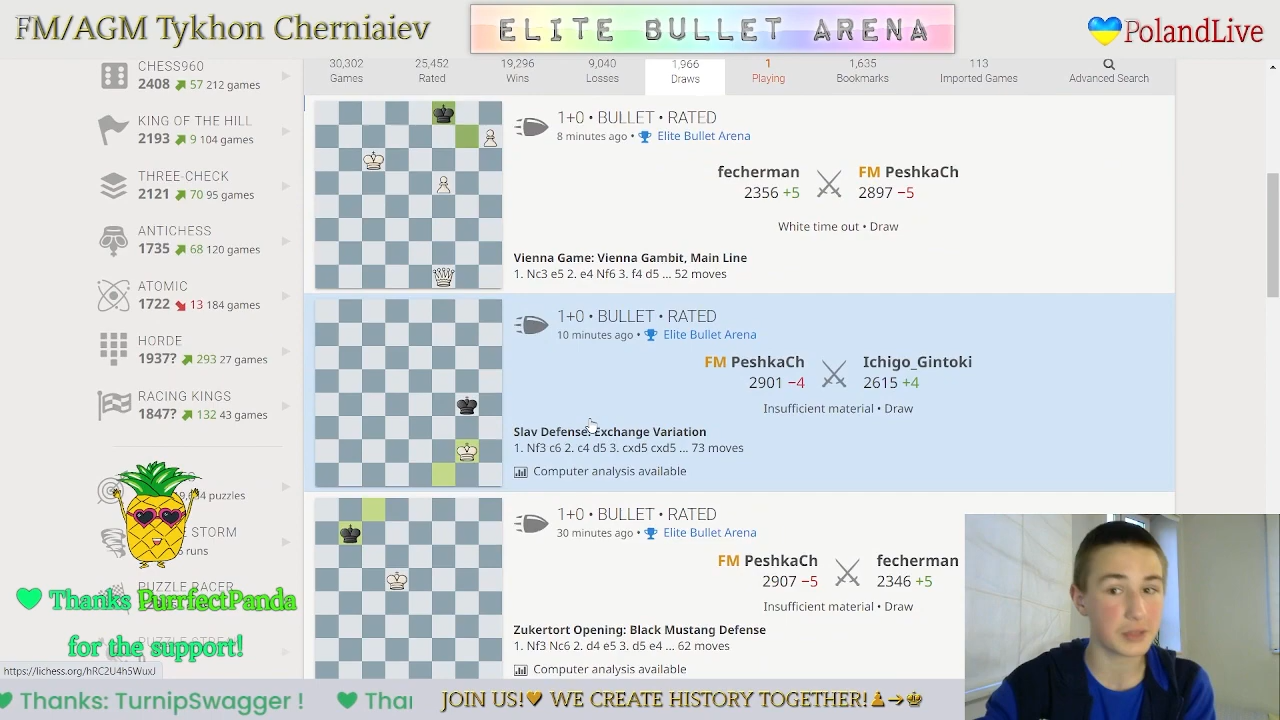 FM/AGM Tykhon Cherniaiev
ELITE BULLET ARENA
PolandLive
CHESS960
2408 57 212 games
KING OF THE HILL
2193 9 104 games
THREE-CHECK
2121 70 95 games
ANTICHESS
1735 68 120 games
ATOMIC
1722 13 184 games
HORDE
1937? 293 27 games
RACING KINGS
1847? 132 43 games
puzzles
STORM
runs
PUZZLE RACER
Thanks PurrfectPanda
for the support!
https://lichess.org/hRC2U4h5WuxJ
30,302 25,452 19,296 9,040 1,966 1 1,635 113
Games Rated Wins Losses Draws Playing Bookmarks Imported Games Advanced Search
1+0 • BULLET • RATED
8 minutes ago • Elite Bullet Arena
fecherman FM PeshkaCh
2356 +5 2897 −5
White time out • Draw
Vienna Game: Vienna Gambit, Main Line
1. Nc3 e5 2. e4 Nf6 3. f4 d5 ... 52 moves
1+0 • BULLET • RATED
10 minutes ago • Elite Bullet Arena
FM PeshkaCh Ichigo_Gintoki
2901 −4 2615 +4
Insufficient material • Draw
Slav Defense: Exchange Variation
1. Nf3 c6 2. c4 d5 3. cxd5 cxd5 ... 73 moves
Computer analysis available
1+0 • BULLET • RATED
30 minutes ago • Elite Bullet Arena
FM PeshkaCh fecherman
2907 −5 2346 +5
Insufficient material • Draw
Zukertort Opening: Black Mustang Defense
1. Nf3 Nc6 2. d4 e5 3. d5 e4 ... 62 moves
Computer analysis available
Thanks: TurnipSwagger ! Thai
JOIN US! WE CREATE HISTORY TOGETHER!